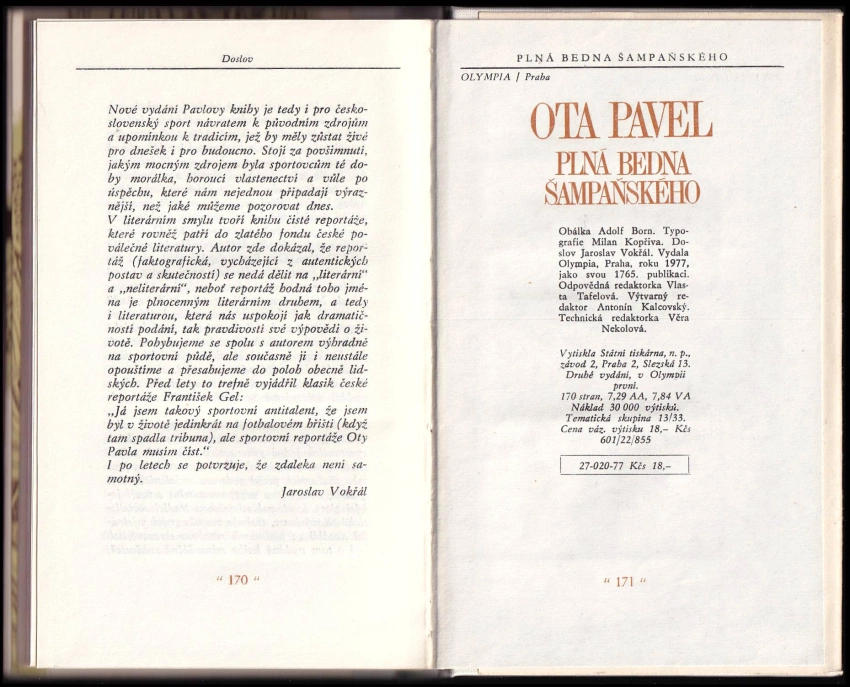 Doslov
Nové vydání Pavlovy knihy je tedy i pro česko-
slovenský sport návratem k původním zdrojům
a upomínkou k tradicím, jež by měly zůstat živé
pro dnešek i pro budoucno. Stojí za povšimnutí,
jakým mocným zdrojem byla sportovcům té do-
by morálka, horoucí vlastenectví a vůle po
úspěchu, které nám nejednou připadají výraz-
nější, než jaké můžeme pozorovat dnes.
V literárním smylu tvoří knihu čisté reportáže,
které rovněž patří do zlatého fondu české po-
válečné literatury. Autor zde dokázal, že repor-
táž (faktografická, vycházející z autentických
postav a skutečností) se nedá dělit na „literární“
a „neliterární“, neboť reportáž hodná toho jmé-
na je plnocenným literárním druhem, a tedy
i literaturou, která nás uspokojí jak dramatič-
ností podání, tak pravdivostí své výpovědi o ži-
votě. Pohybujeme se spolu s autorem výhradně
na sportovní půdě, ale současně ji i neustále
opouštíme a přesahujeme do poloh obecně lid-
ských. Před lety to trefně vyjádřil klasik české
reportáže František Gel:
„Já jsem takový sportovní antitalent, že jsem
byl v životě jedinkrát na fotbalovém hřišti (když
tam spadla tribuna), ale sportovní reportáže Oty
Pavla musím číst.“
I po letech se potvrzuje, že zdaleka není sa-
motný.
Jaroslav Vokřál
“ 170 “
PLNÁ BEDNA ŠAMPAŇSKÉHO
OLYMPIA / Praha
OTA PAVEL
PLNÁ BEDNA
ŠAMPAŇSKÉHO
Obálka Adolf Born. Typo-
grafie Milan Kopřiva. Do-
slov Jaroslav Vokřál. Vydala
Olympia, Praha, roku 1977,
jako svou 1765. publikaci.
Odpovědná redaktorka Vlas-
ta Tafelová. Výtvarný re-
daktor Antonín Kalcovský.
Technická redaktorka Věra
Nekolová.
Vytiskla Státní tiskárna, n. p.,
závod 2, Praha 2, Slezská 13.
Druhé vydání, v Olympii
první.
170 stran, 7,29 AA, 7,84 VA
Náklad 30 000 výtisků.
Tematická skupina 13/33.
Cena váz. výtisku 18,– Kčs
601/22/855
27-020-77 Kčs 18,–
“ 171 “